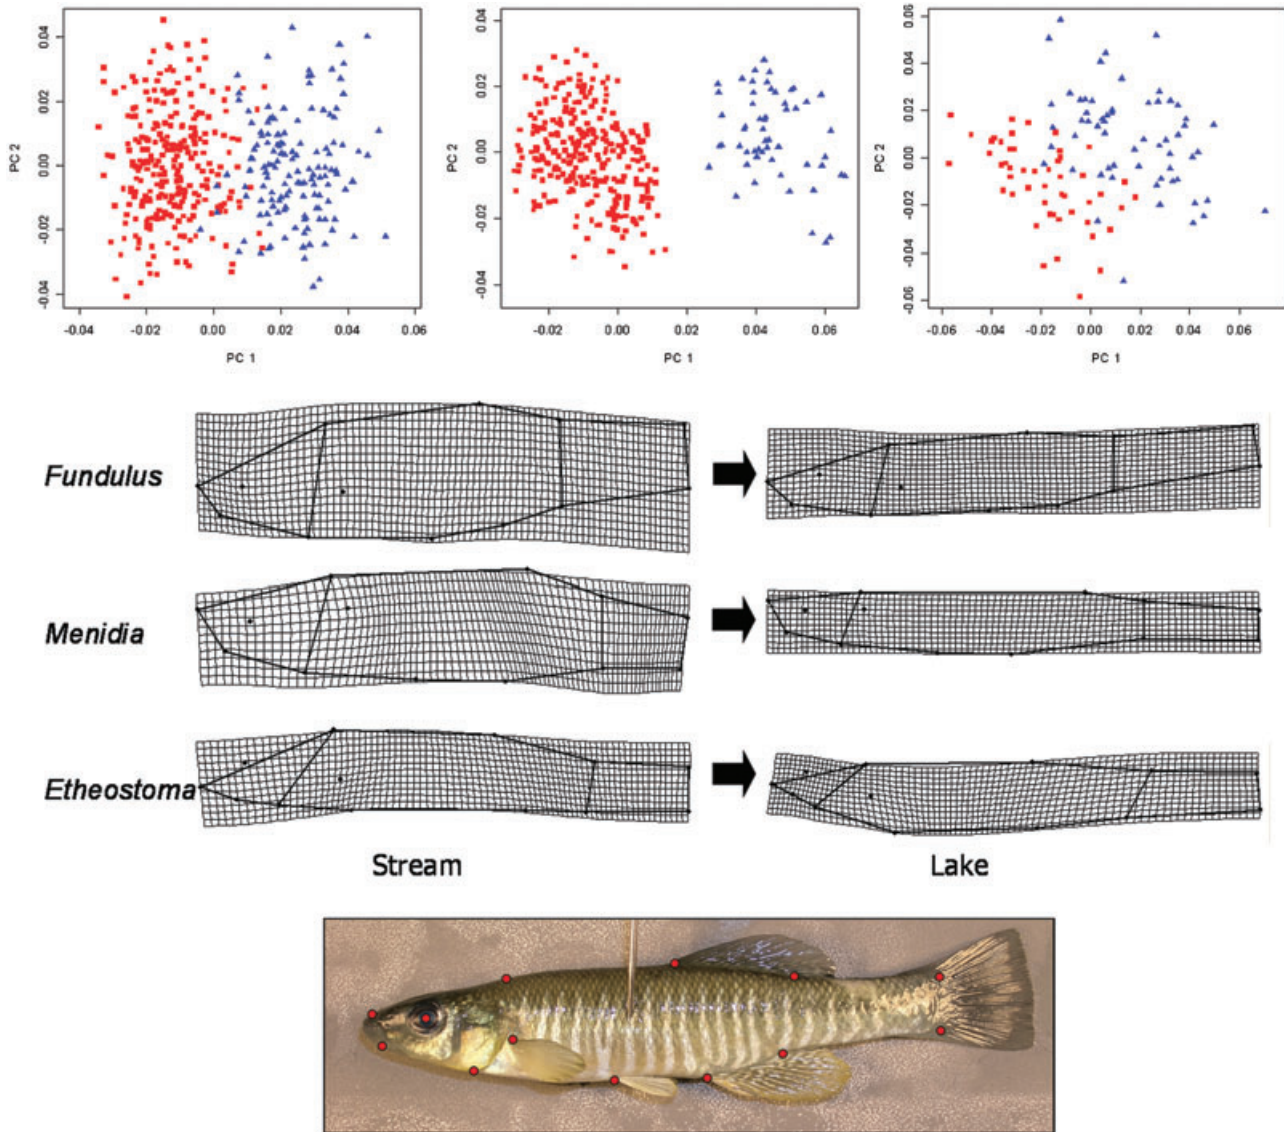 0.04
0.02
0.00
-0.02
-0.04
PC 2
-0.04 -0.02 0.00 0.02 0.04 0.06
PC 1
0.04
0.02
0.00
-0.02
-0.04
PC 2
-0.02 0.00 0.02 0.04 0.06
PC 1
0.06
0.04
0.02
0.00
-0.02
-0.04
-0.06
PC 2
-0.06 -0.04 -0.02 0.00 0.02 0.04 0.06
PC 1
Fundulus
Menidia
Etheostoma
Stream Lake